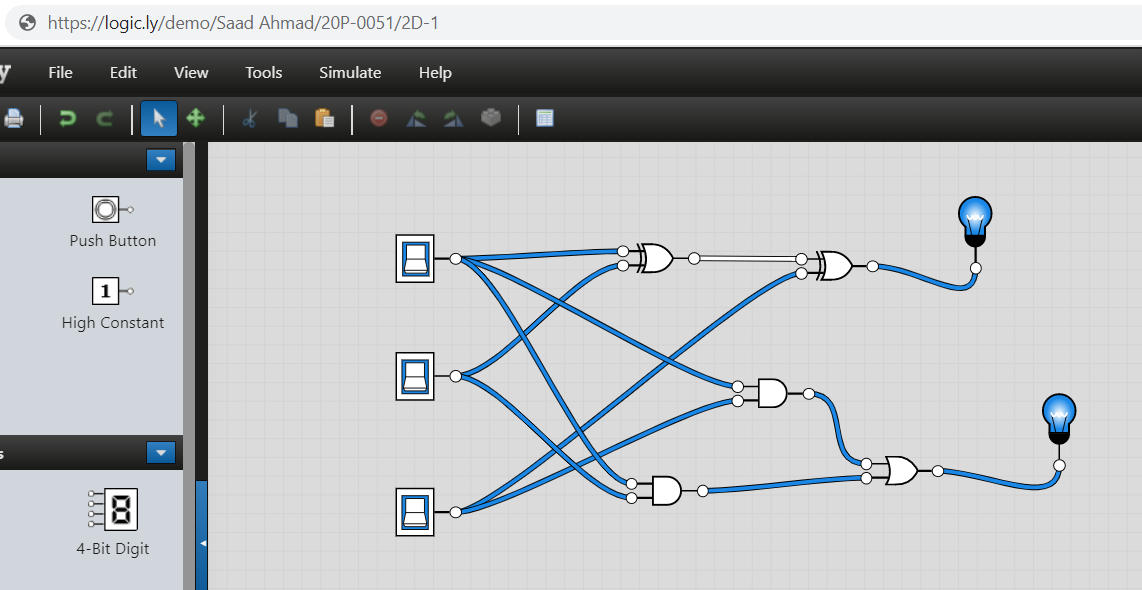 https://logic.ly/demo/Saad Ahmad/20P-0051/2D-1
y File Edit View Tools Simulate Help
Push Button
1
High Constant
s
8
4-Bit Digit